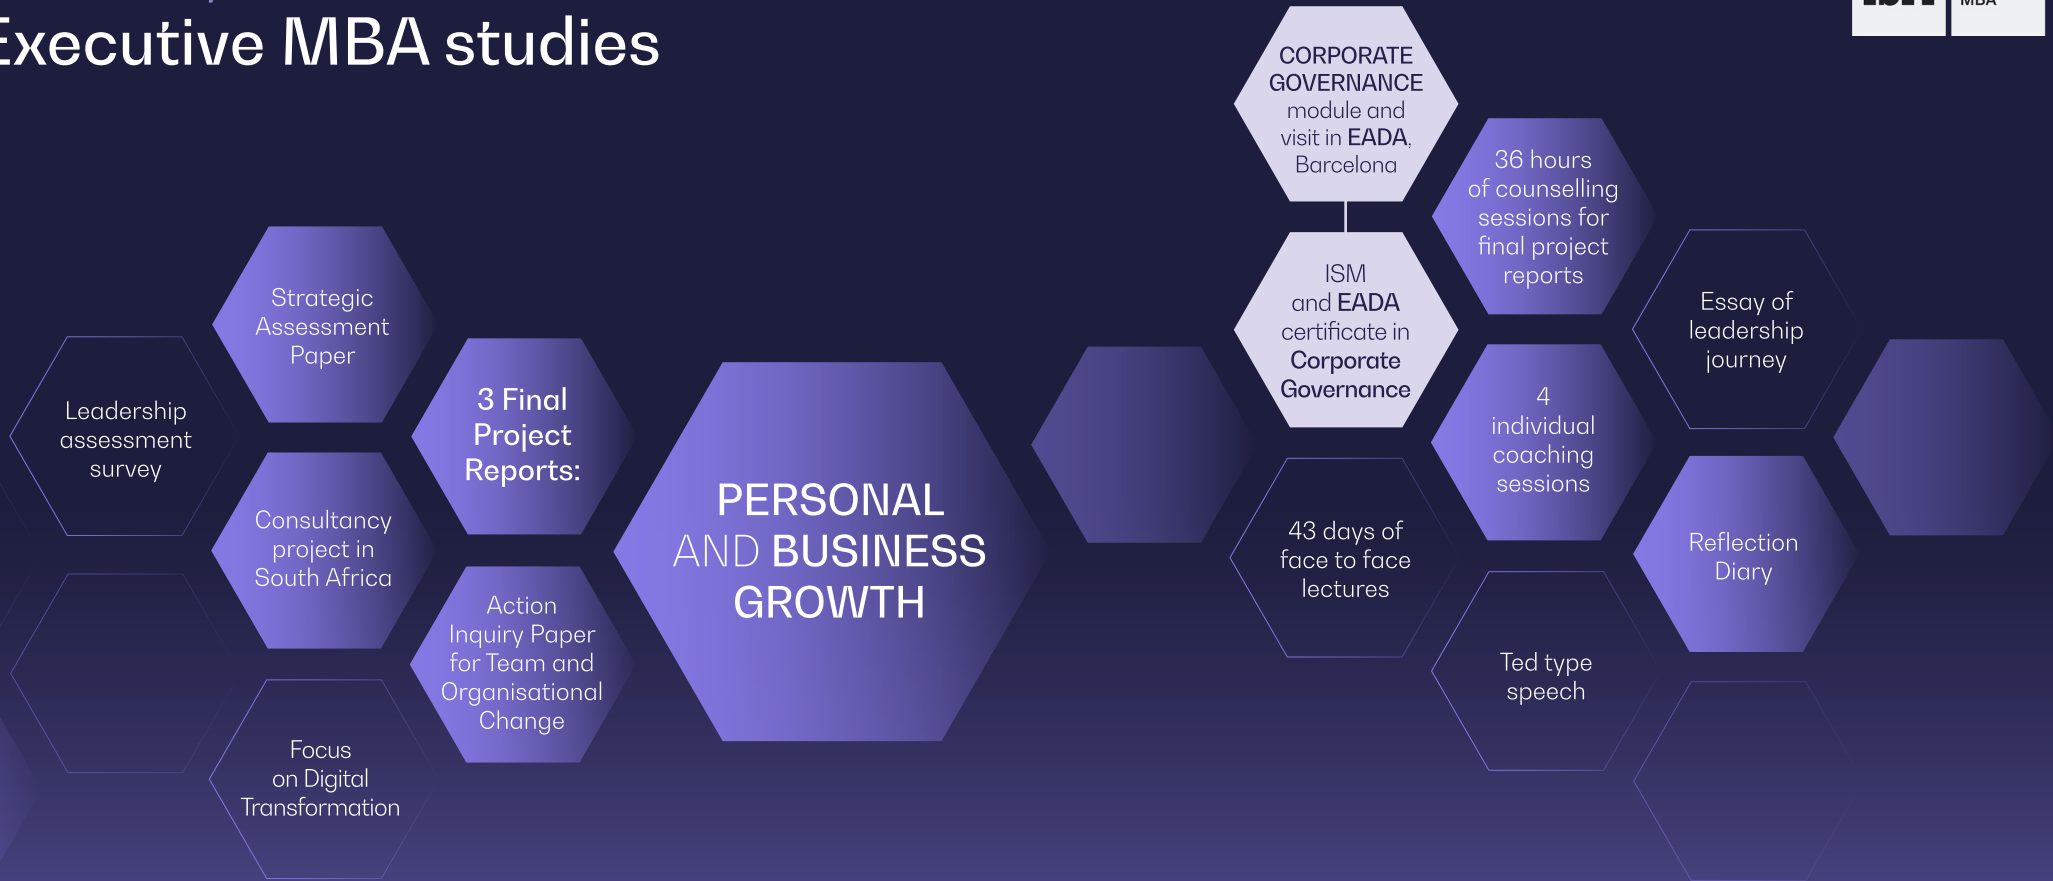 Executive MBA studies
MBA
CORPORATE
GOVERNANCE
module and
visit in EADA,
Barcelona
36 hours
of counselling
sessions for
final project
reports
Strategic
Assessment
Paper
ISM
and EADA
certificate in
Corporate
Governance
Essay of
leadership
journey
Leadership
assessment
survey
3 Final
Project
Reports:
4
individual
coaching
sessions
PERSONAL
AND BUSINESS
GROWTH
Consultancy
project in
South Africa
43 days of
face to face
lectures
Reflection
Diary
Action
Inquiry Paper
for Team and
Organisational
Change
Ted type
speech
Focus
on Digital
Transformation